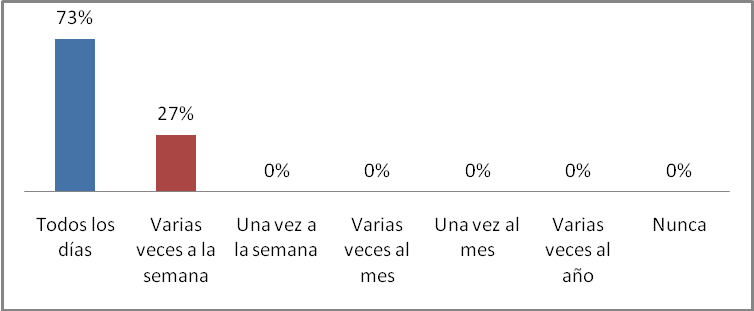 73%
27%
0%
0%
0%
0%
0%
Todos los
días
Varias
veces a la
semana
Una vez a
la semana
Varias
veces al
mes
Una vez al
mes
Varias
veces al
año
Nunca